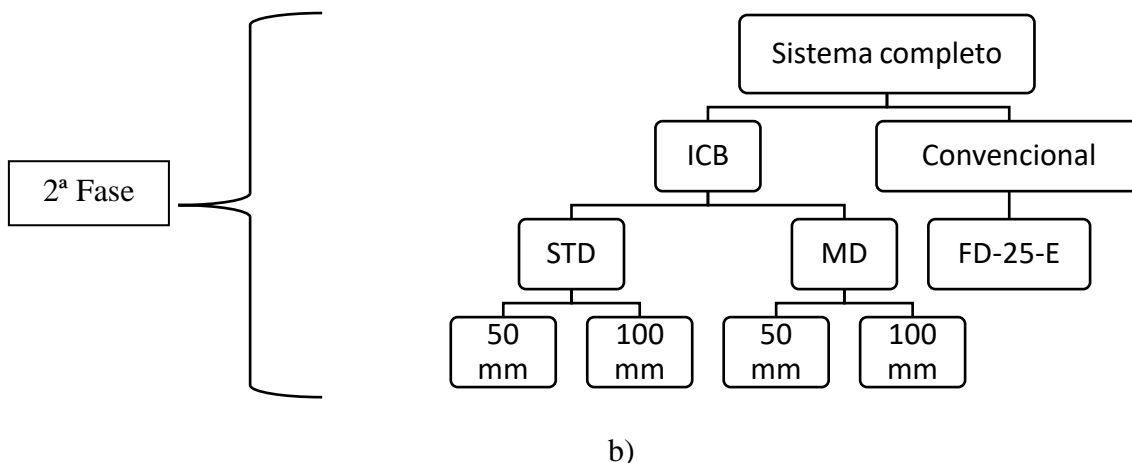 Sistema completo
ICB
Convencional
2ª Fase
STD
MD
FD-25-E
50
mm
100
mm
50
mm
100
mm
b)